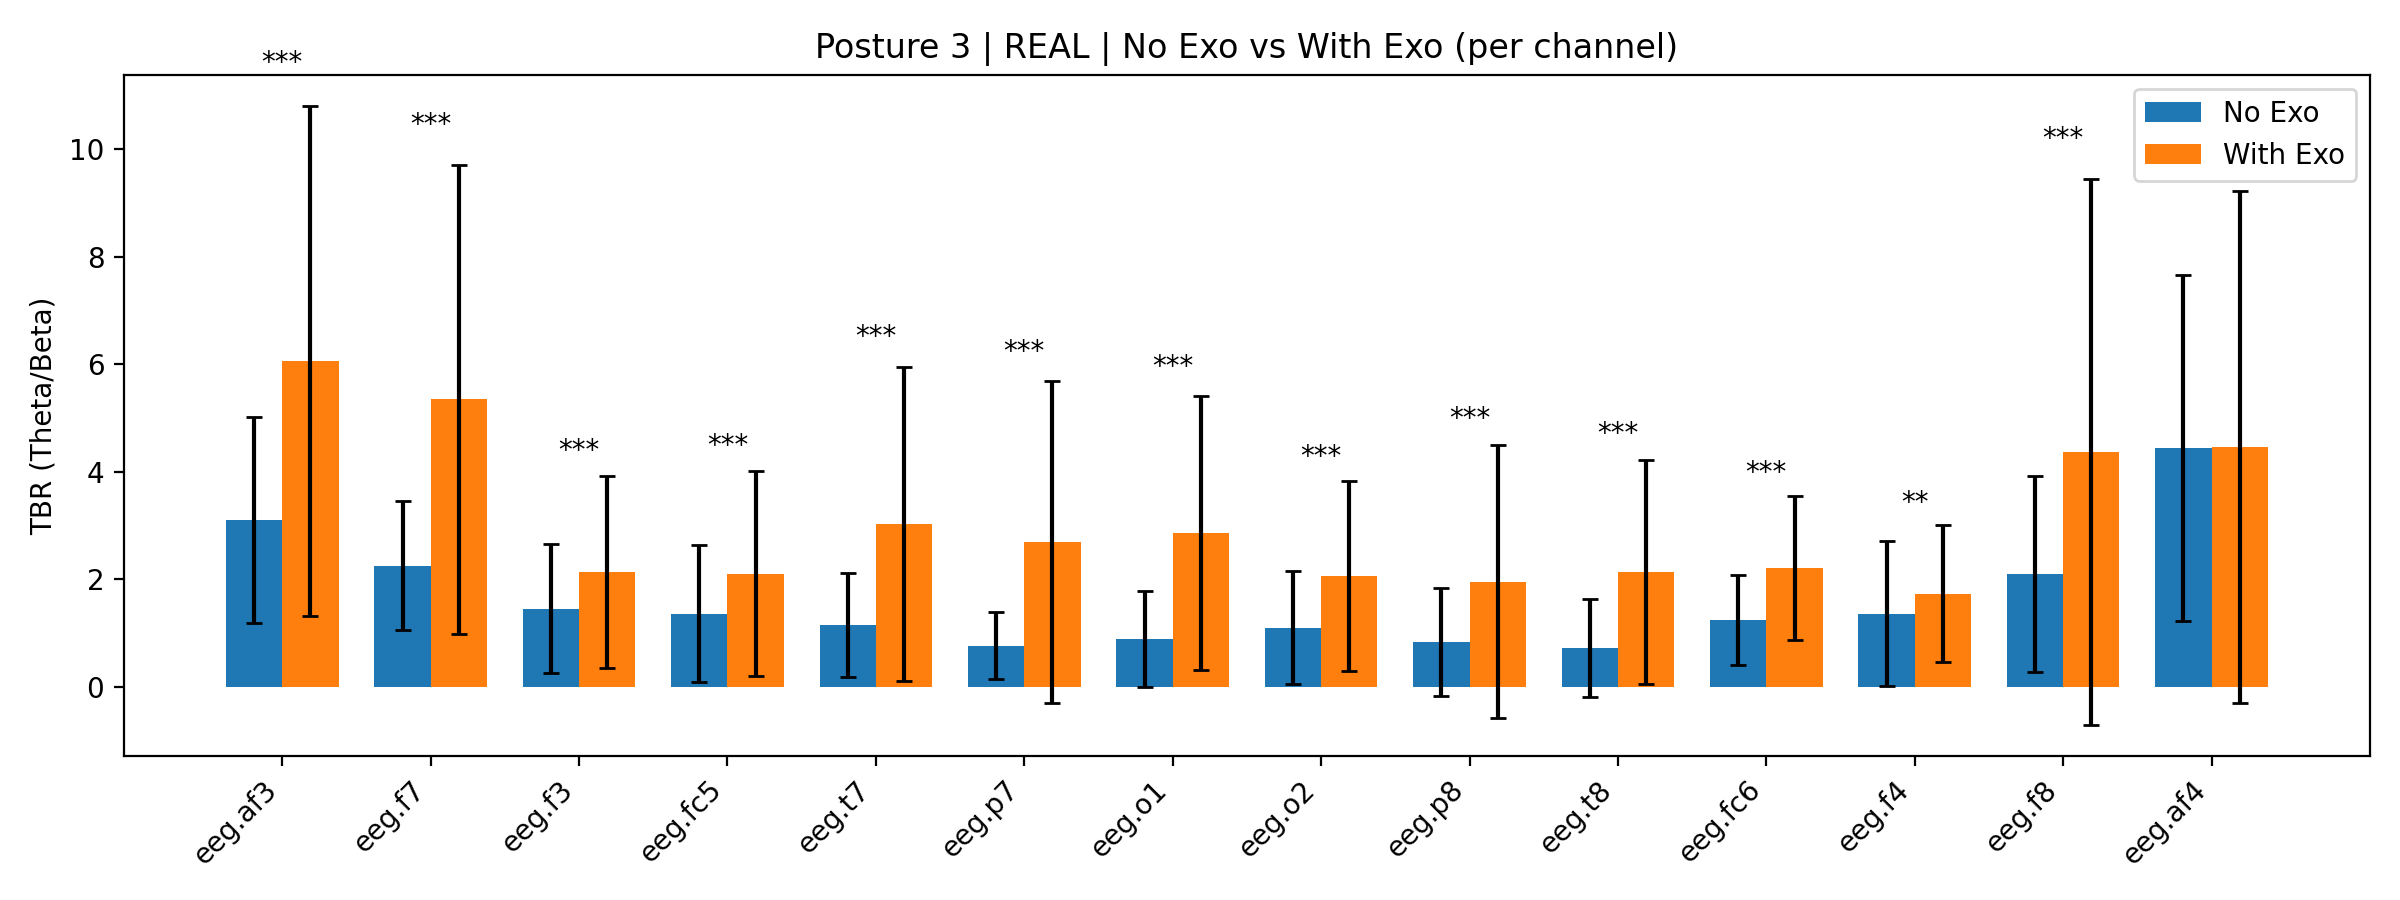 Posture 3 | REAL | No Exo vs With Exo (per channel)
***
***
***
***
***
***
***
***
***
***
***
**
***
No Exo
With Exo
TBR (Theta/Beta)
10
8
6
4
2
0
eeg.af3
eeg.f7
eeg.f3
eeg.fc5
eeg.t7
eeg.p7
eeg.o1
eeg.o2
eeg.p8
eeg.t8
eeg.fc6
eeg.f4
eeg.f8
eeg.af4